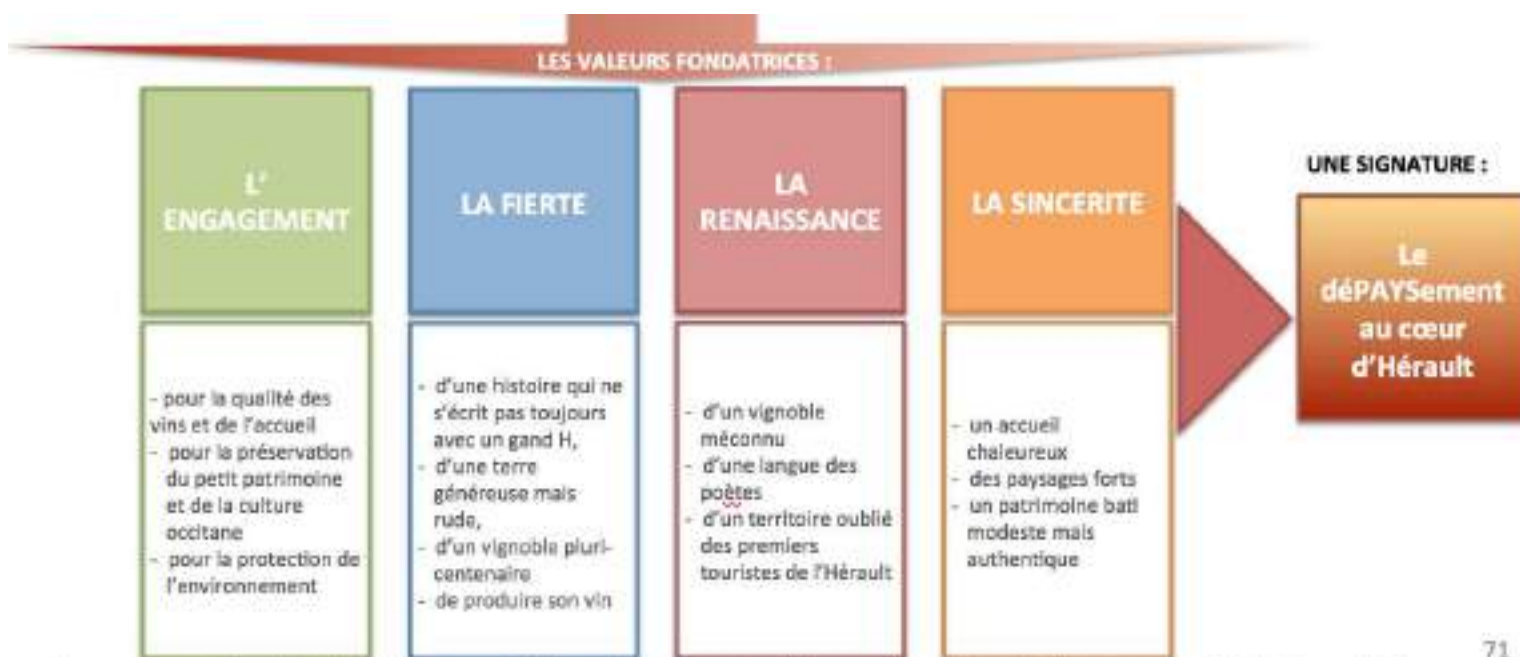 LES VALEURS FONDATRICES :
L'
ENGAGEMENT
- pour la qualité des
vins et de l'accueil
- pour la préservation
du petit patrimoine
et de la culture
occitane
- pour la protection de
l'environnement
LA FIERTE
- d'une histoire qui ne
s'écrit pas toujours
avec un gand H,
- d'une terre
généreuse mais
rude,
- d'un vignoble pluri-
centenaire
- de produire son vin
LA
RENAISSANCE
- d'un vignoble
méconnu
- d'une langue des
poètes
- d'un territoire oublié
des premiers
touristes de l'Hérault
LA SINCERITE
- un accueil
chaleureux
- des paysages forts
- un patrimoine bati
modeste mais
authentique
UNE SIGNATURE :
Le
déPAYSement
au cœur
d'Hérault
71